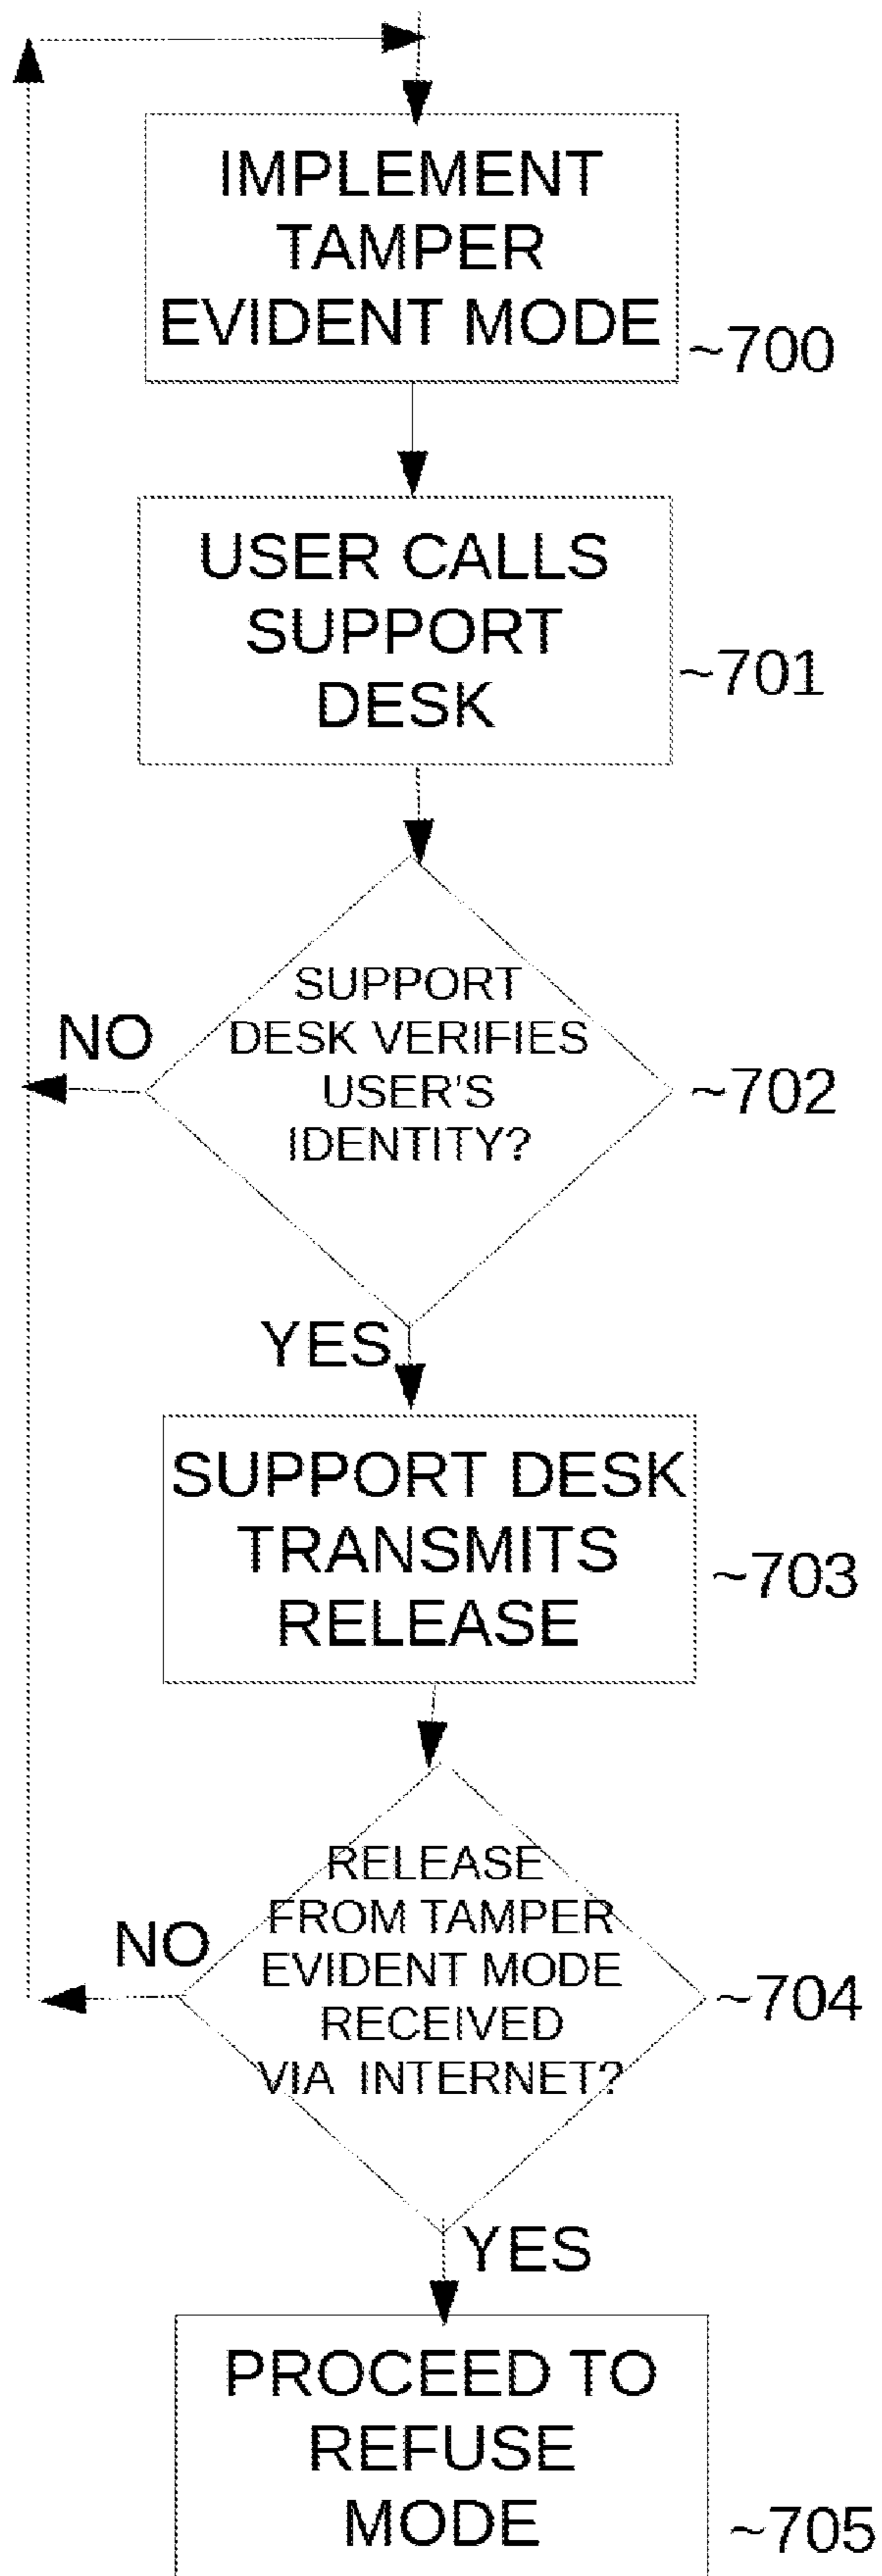 IMPLEMENT
TAMPER
EVIDENT MODE
~700
USER CALLS
SUPPORT
DESK
~701
SUPPORT
DESK VERIFIES
USER'S
IDENTITY?
NO
~702
YES
SUPPORT DESK
TRANSMITS
RELEASE
~703
RELEASE
FROM TAMPER
EVIDENT MODE
RECEIVED
VIA INTERNET?
NO
~704
YES
PROCEED TO
REFUSE
MODE
~705